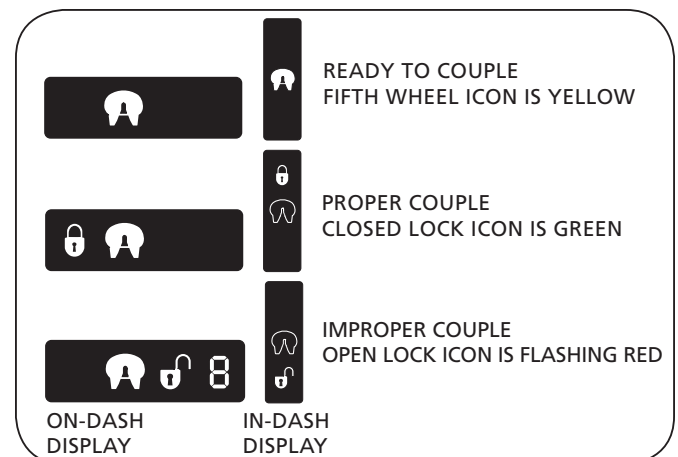 READY TO COUPLE
FIFTH WHEEL ICON IS YELLOW
PROPER COUPLE
CLOSED LOCK ICON IS GREEN
IMPROPER COUPLE
OPEN LOCK ICON IS FLASHING RED
8
ON-DASH
DISPLAY
IN-DASH
DISPLAY